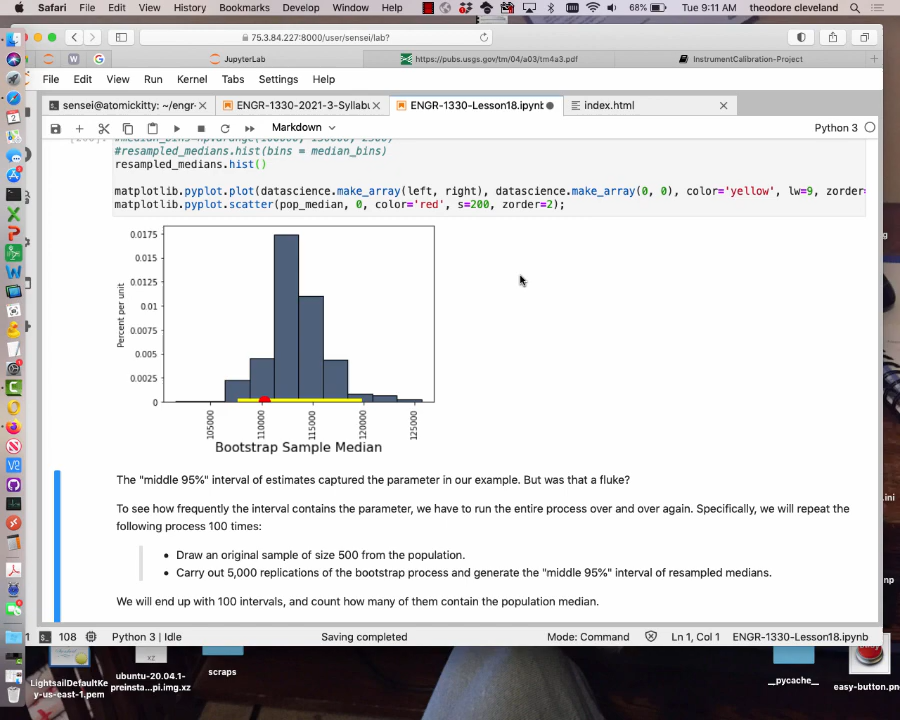 Safari File Edit View History Bookmarks Develop Window Help 68% Tue 9:11 AM theodore cleveland
75.3.84.227:8000/user/sensei/lab?
JupyterLab https://pubs.usgs.gov/tm/04/a03/tm4a3.pdf InstrumentCalibration-Project
File Edit View Run Kernel Tabs Settings Help
sensei@atomickitty: ~/engr- ENGR-1330-2021-3-Syllabu ENGR-1330-Lesson18.ipynb index.html
Markdown Python 3
#resampled_medians.hist(bins = median_bins)
resampled_medians.hist()
matplotlib.pyplot.plot(datascience.make_array(left, right), datascience.make_array(0, 0), color='yellow', lw=9, zorder=
matplotlib.pyplot.scatter(pop_median, 0, color='red', s=200, zorder=2);
0.0175
0.015
0.0125
0.01
0.0075
0.005
0.0025
0
Percent per unit
105000 110000 115000 120000 125000
Bootstrap Sample Median
The "middle 95%" interval of estimates captured the parameter in our example. But was that a fluke?
To see how frequently the interval contains the parameter, we have to run the entire process over and over again. Specifically, we will repeat the
following process 100 times:
• Draw an original sample of size 500 from the population.
• Carry out 5,000 replications of the bootstrap process and generate the "middle 95%" interval of resampled medians.
We will end up with 100 intervals, and count how many of them contain the population median.
1 108 Python 3 | Idle Saving completed Mode: Command Ln 1, Col 1 ENGR-1330-Lesson18.ipynb
LightsailDefaultKe
y-us-east-1.pem
ubuntu-20.04.1-
preinsta...pi.img.xz
scraps
__pycache__
easy-button.pn